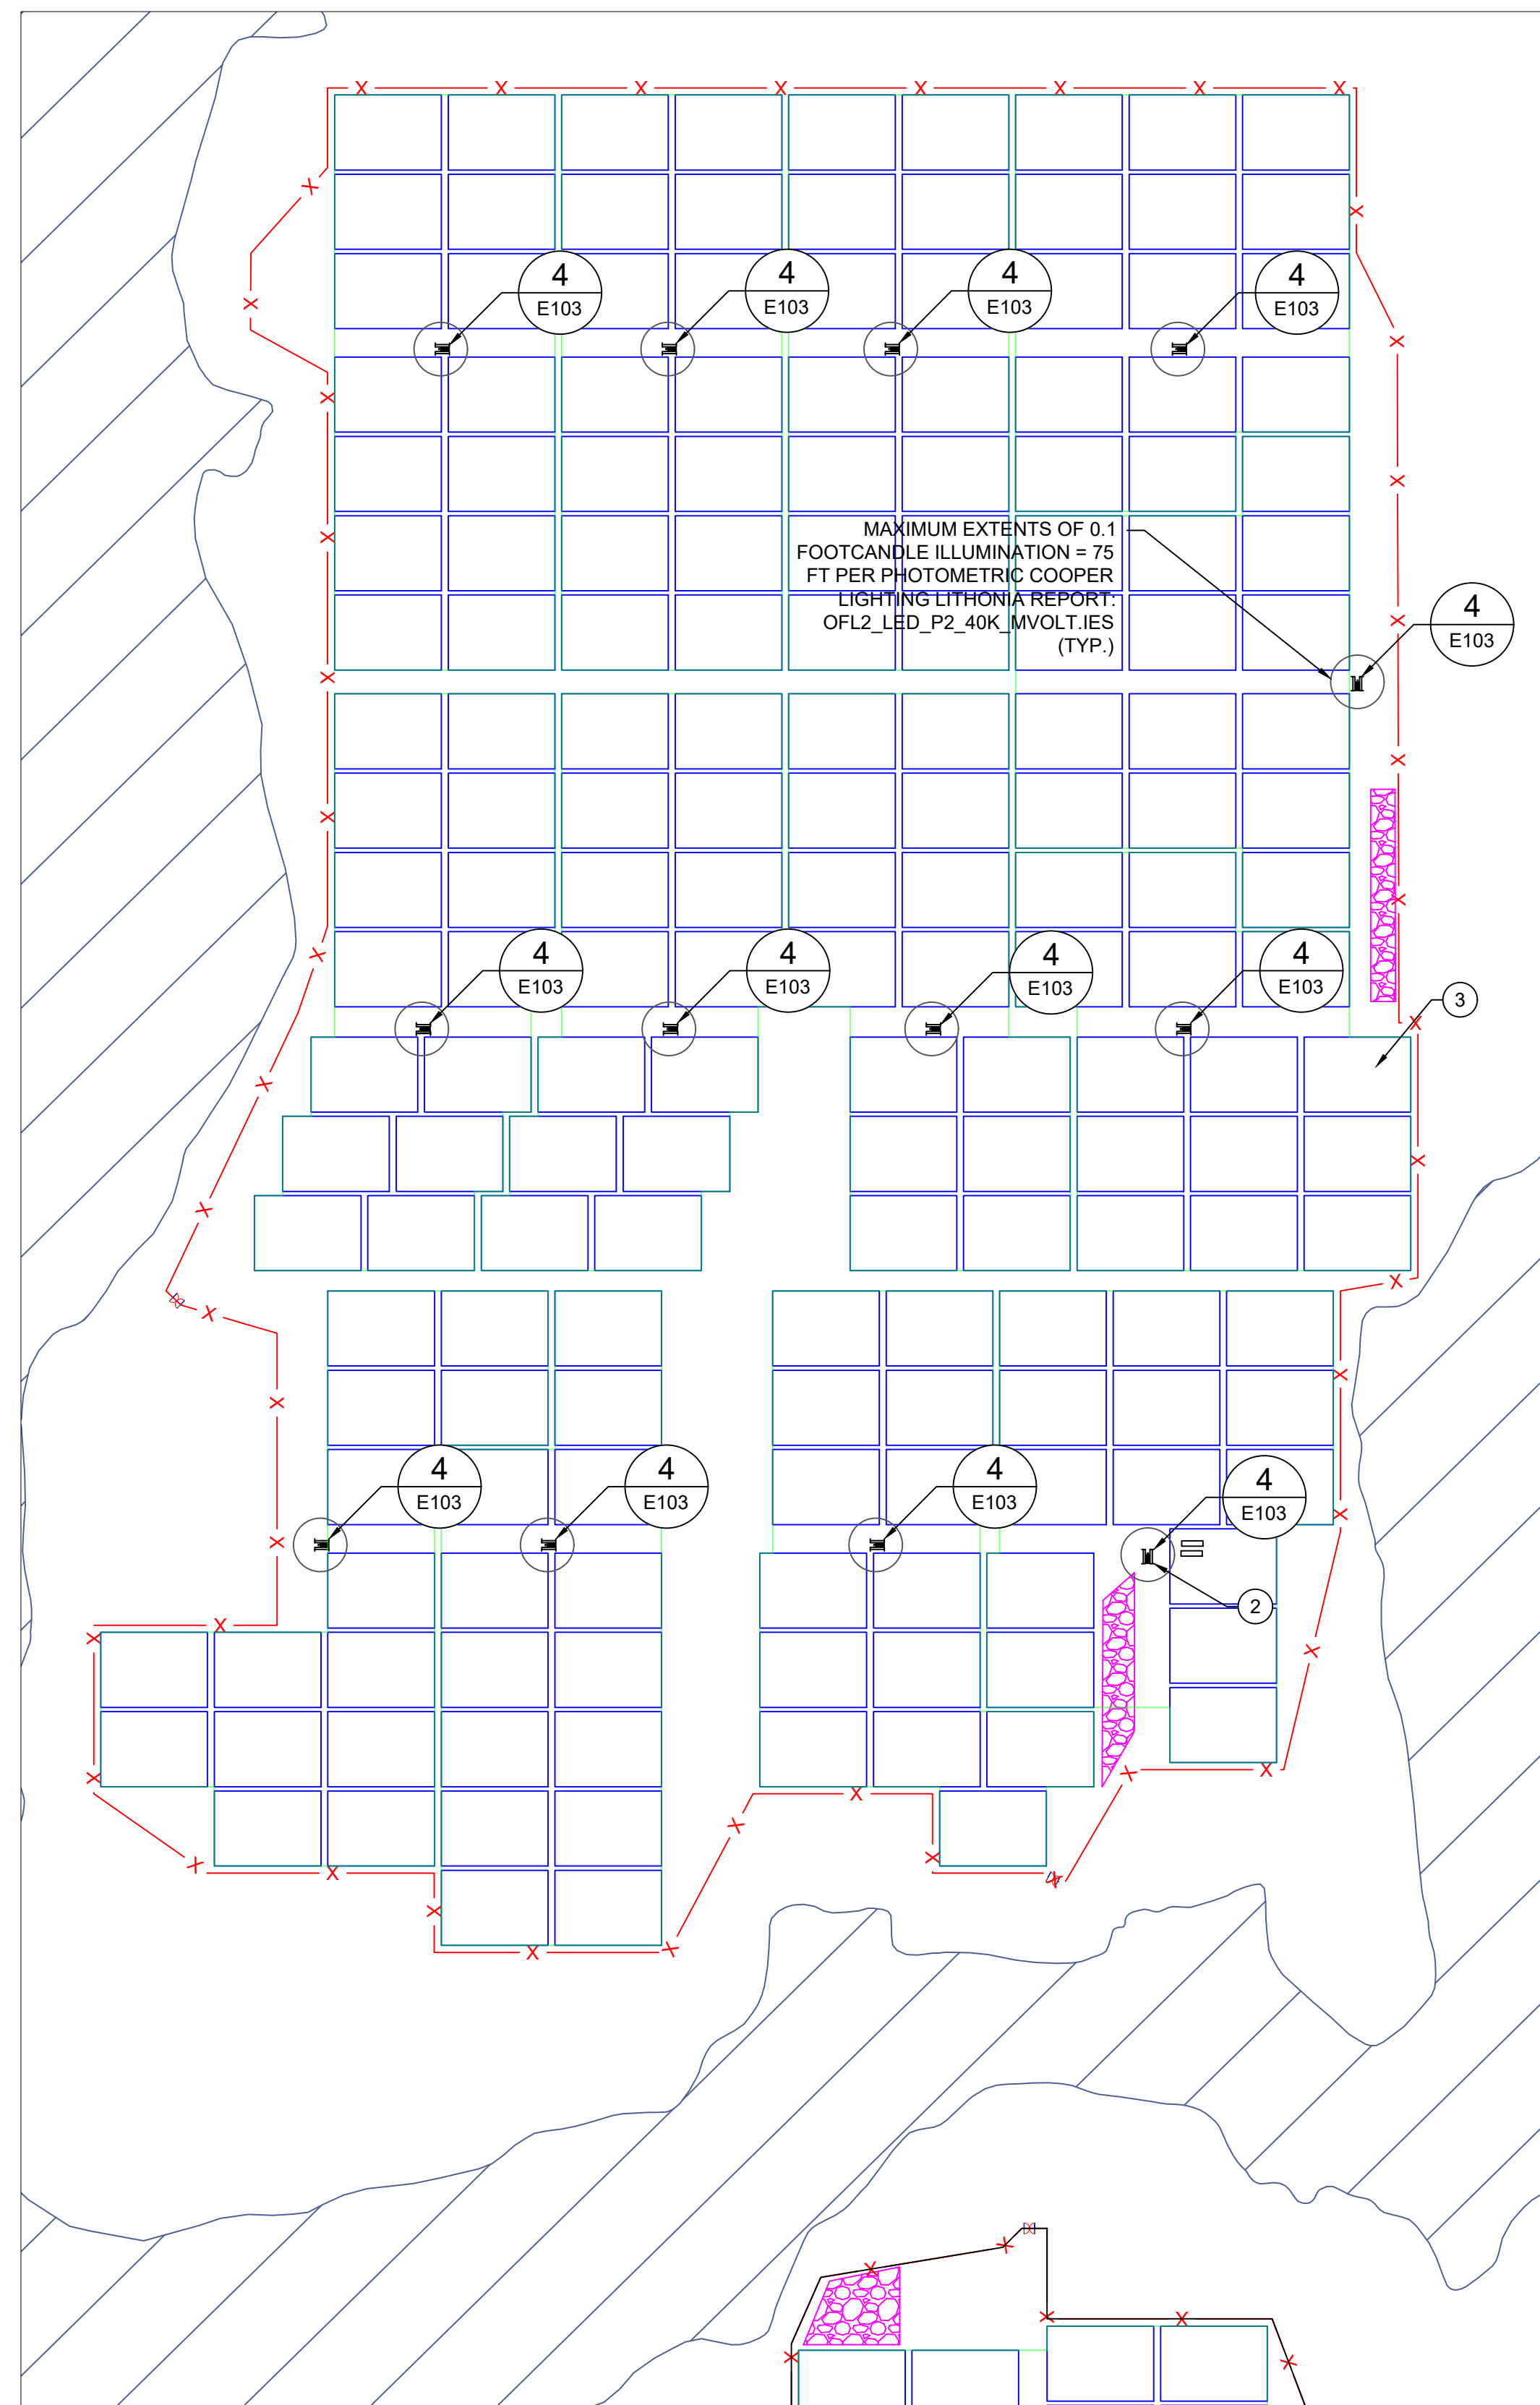 4
E103
4
E103
4
E103
4
E103
MAXIMUM EXTENTS OF 0.1
FOOTCANDLE ILLUMINATION = 75
FT PER PHOTOMETRIC COOPER
LIGHTING LITHONIA REPORT:
OFL2_LED_P2_40K_MVOLT.IES
(TYP.)
4
E103
4
E103
4
E103
4
E103
4
E103
3
4
E103
4
E103
4
E103
4
E103
2